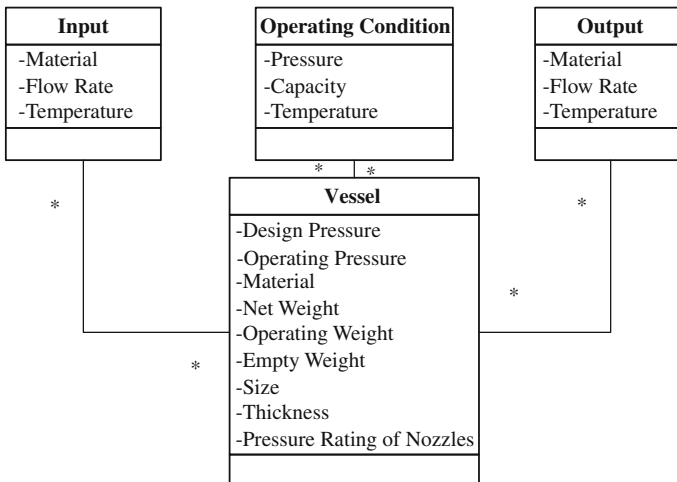 Input
-Material
-Flow Rate
-Temperature
Operating Condition
-Pressure
-Capacity
-Temperature
Output
-Material
-Flow Rate
-Temperature
*
*
*
*
Vessel
-Design Pressure
-Operating Pressure
-Material
-Net Weight
-Operating Weight
-Empty Weight
-Size
-Thickness
-Pressure Rating of Nozzles
*
*